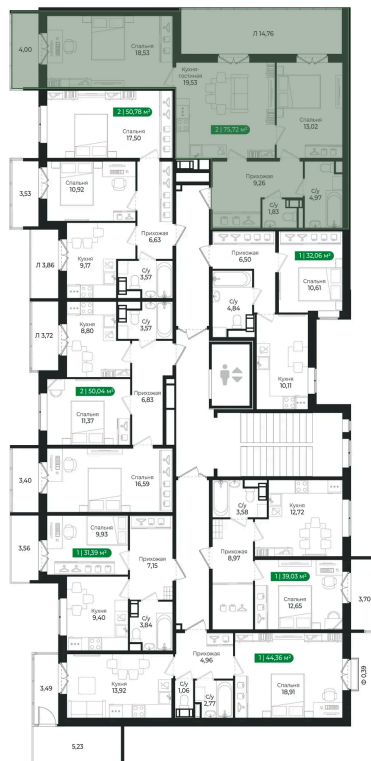 Л 14,76
4,00
Спальня
18,53
Кухня-
гостиная
19,53
Спальня
13,02
2 | 50,78 м²
Спальня
17,50
2 | 75,72 м²
3,53
Спальня
10,92
9,26
С/у
1,83
С/у
4,97
Прихожая
6,63
Л 3,86
Кухня
9,17
С/у
3,57
Прихожая
6,50
1 | 32,06 м²
Спальня
10,61
С/у
4,84
Л 3,72
Кухня
8,80
С/у
3,57
Кухня
10,11
2 | 50,04 м²
Спальня
11,37
Прихожая
6,83
3,40
Спальня
16,59
С/у
3,58
Кухня
12,72
3,56
Спальня
9,93
1 | 31,39 м²
Прихожая
7,15
Прихожая
8,97
1 | 39,03 м²
Спальня
12,65
3,70
Кухня
9,40
С/у
3,84
Прихожая
4,96
1 | 44,36 м²
Ф 0,39
3,49
Кухня
13,92
С/у
1,06
С/у
2,77
Спальня
18,91
5,23